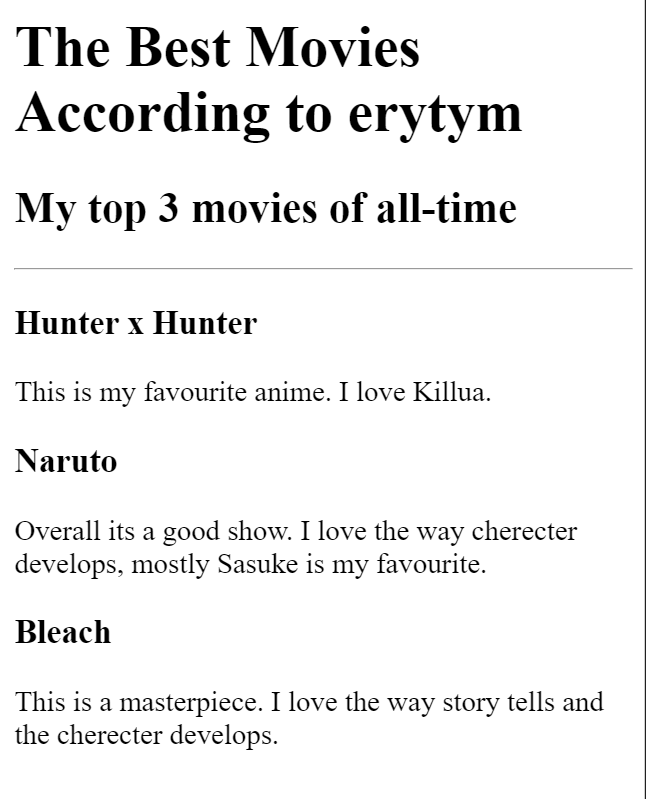 The Best Movies
According to erytym
My top 3 movies of all-time
Hunter x Hunter
This is my favourite anime. I love Killua.
Naruto
Overall its a good show. I love the way cherecter
develops, mostly Sasuke is my favourite.
Bleach
This is a masterpiece. I love the way story tells and
the cherecter develops.